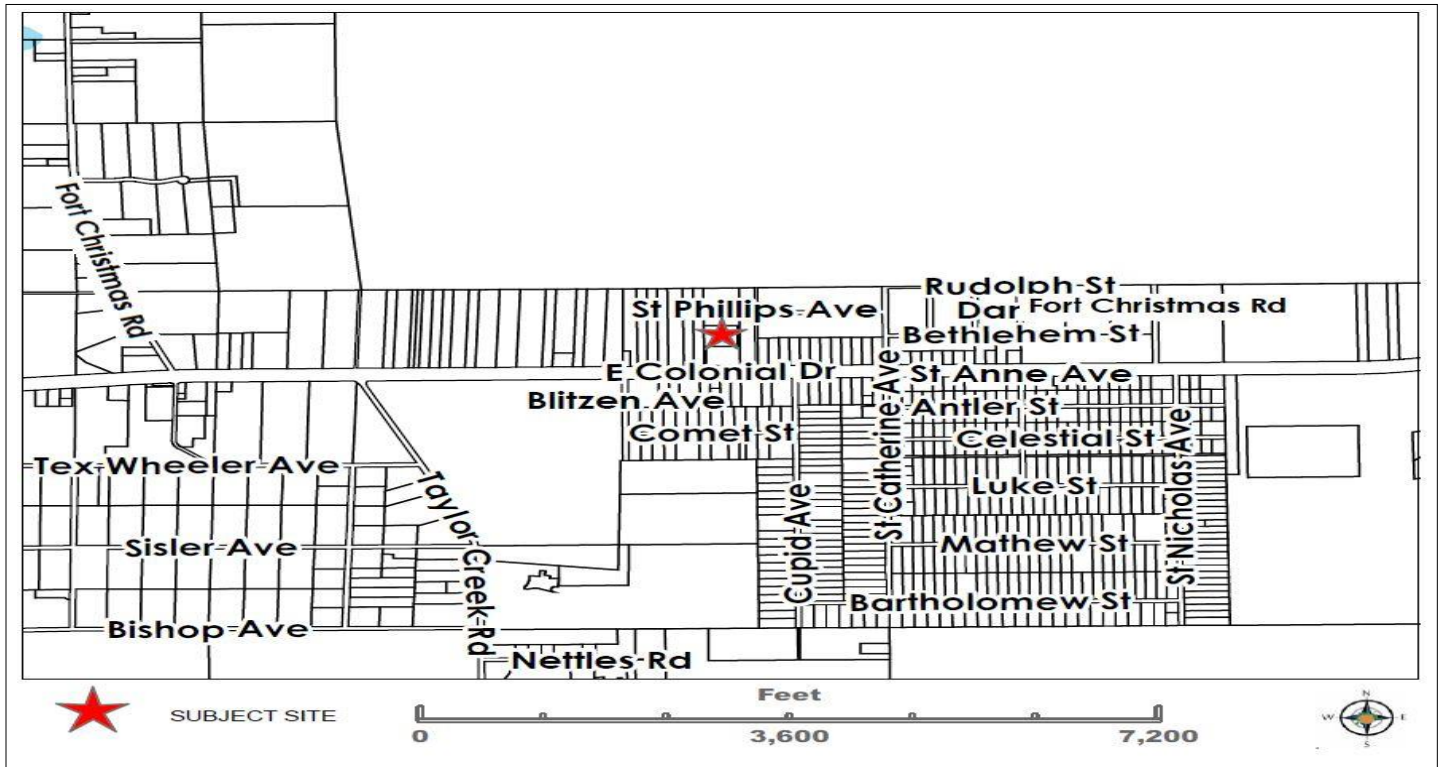 Rudolph St
St Phillips Ave
Dar
Fort Christmas Rd
Fort Christmas Rd
Bethlehem St
E Colonial Dr
St Anne Ave
Blitzen Ave
Antler St
Comet St
Celestial St
St Catherine Ave
Tex Wheeler Ave
Luke St
Taylor Creek Rd
Cupid Ave
St Nicholas Ave
Sisler Ave
Mathew St
Bartholomew St
Bishop Ave
Nettles Rd
SUBJECT SITE
Feet
0
3,600
7,200
N
W
E
S